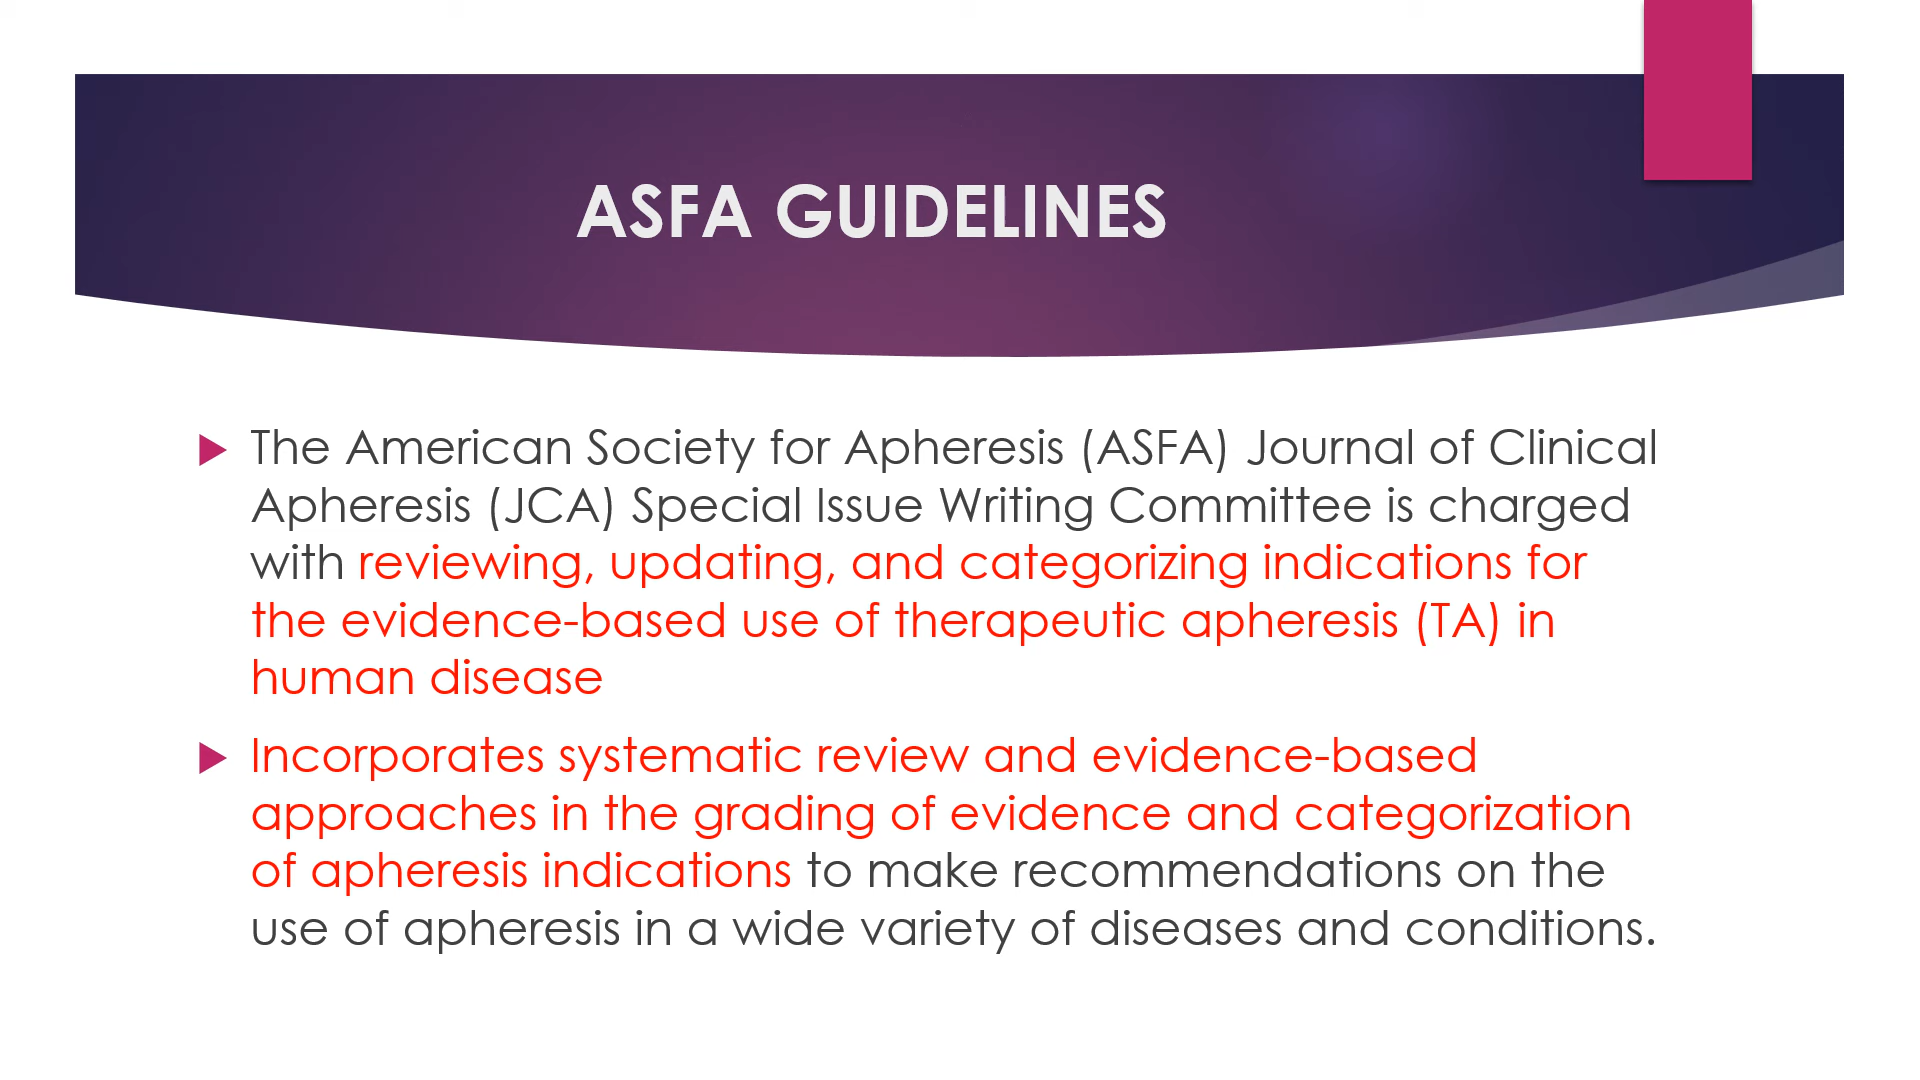 ASFA GUIDELINES
The American Society for Apheresis (ASFA) Journal of Clinical
Apheresis (JCA) Special Issue Writing Committee is charged
with reviewing, updating, and categorizing indications for
the evidence-based use of therapeutic apheresis (TA) in
human disease
Incorporates systematic review and evidence-based
approaches in the grading of evidence and categorization
of apheresis indications to make recommendations on the
use of apheresis in a wide variety of diseases and conditions.